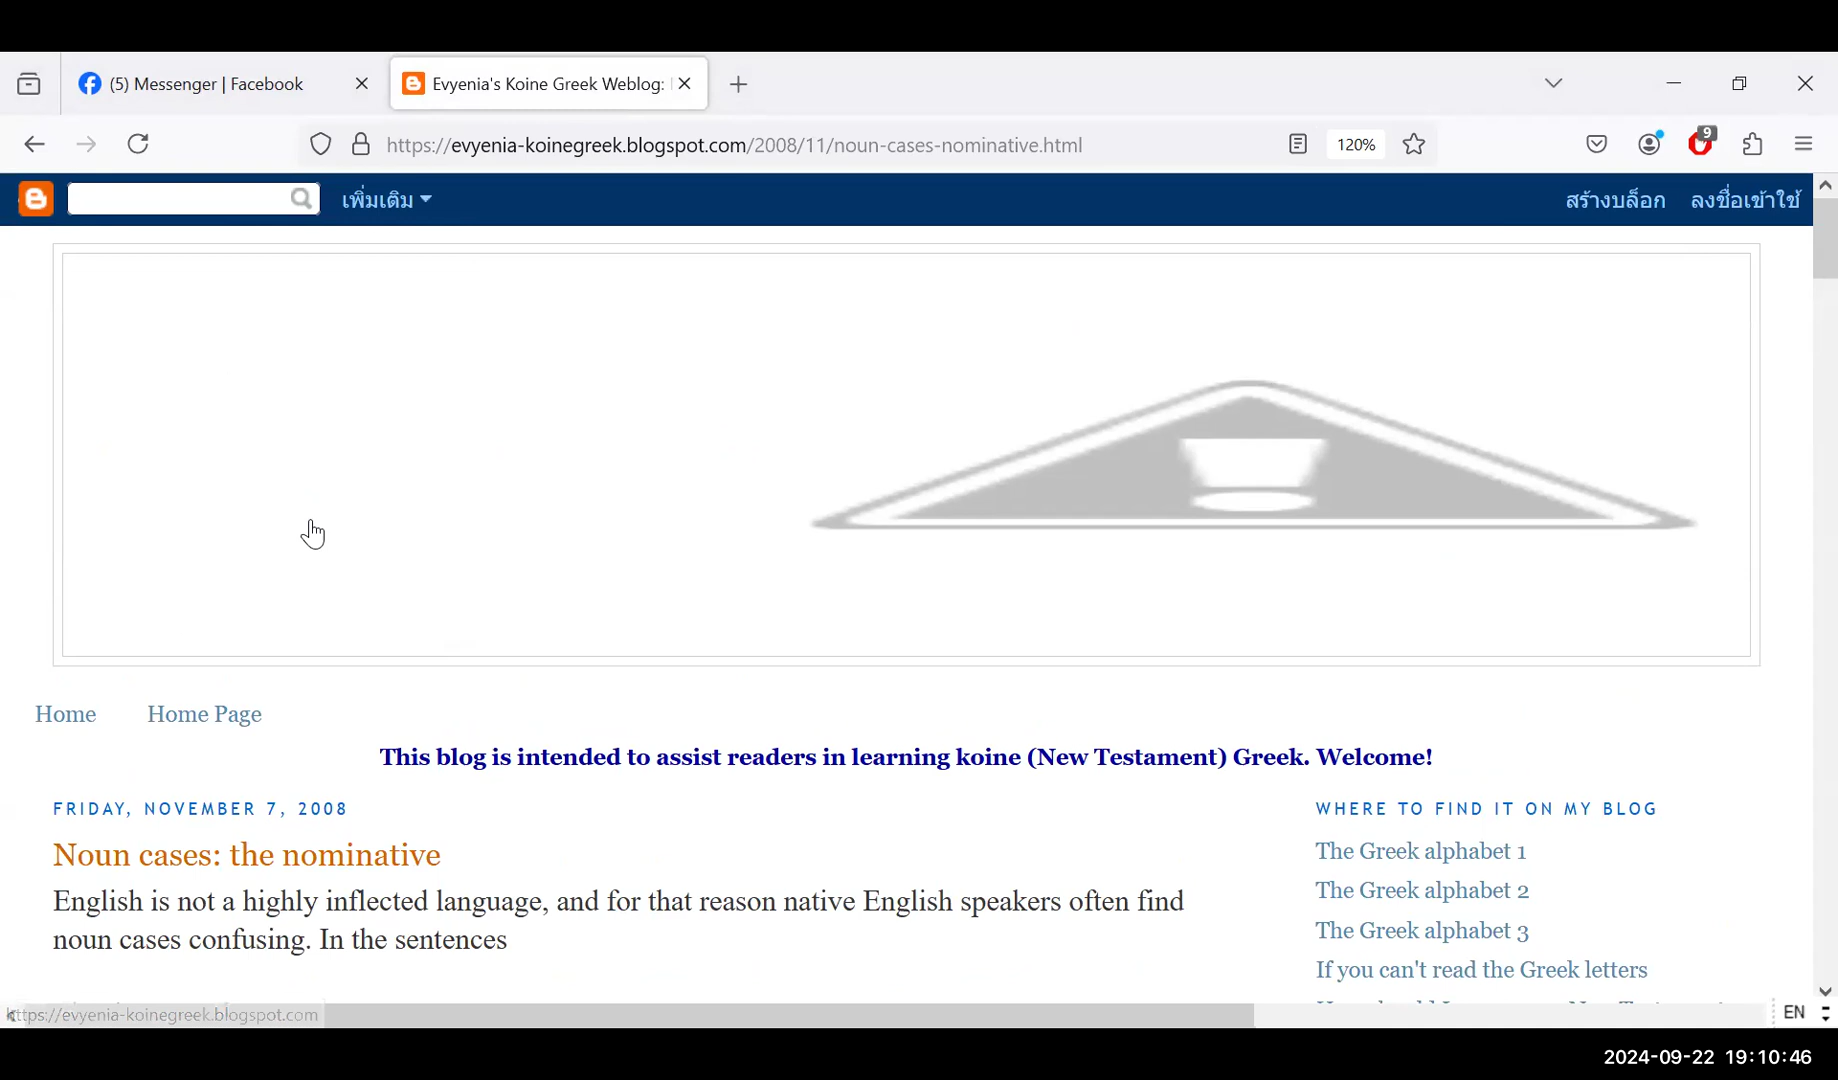 (5) Messenger | Facebook
Evyenia's Koine Greek Weblog:
https://evyenia-koinegreek.blogspot.com/2008/11/noun-cases-nominative.html
120%
9
เพิ่มเติม
สร้างบล็อก
ลงชื่อเข้าใช้
Home
Home Page
This blog is intended to assist readers in learning koine (New Testament) Greek. Welcome!
FRIDAY, NOVEMBER 7, 2008
Noun cases: the nominative
English is not a highly inflected language, and for that reason native English speakers often find
noun cases confusing. In the sentences
WHERE TO FIND IT ON MY BLOG
The Greek alphabet 1
The Greek alphabet 2
The Greek alphabet 3
If you can't read the Greek letters
https://evyenia-koinegreek.blogspot.com
EN
2024-09-22 19:10:46